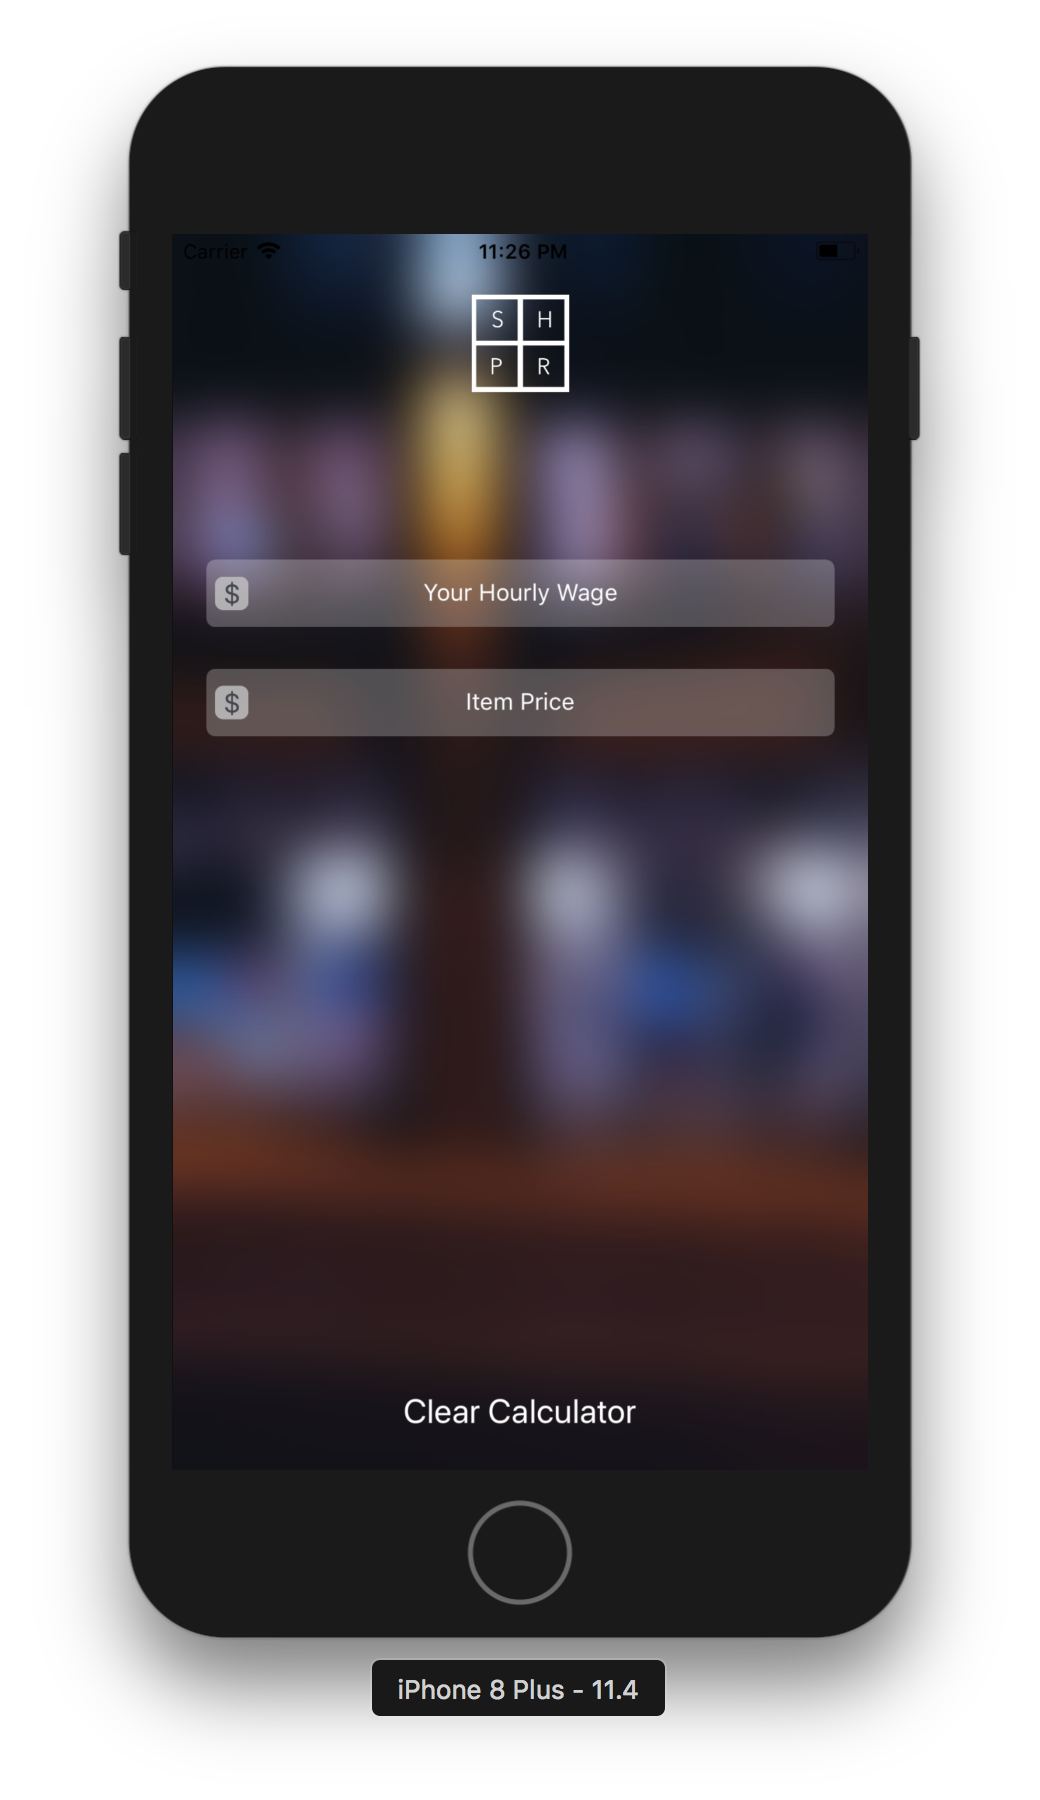 Carrier 11:26 PM
S H
P R
$ Your Hourly Wage
$ Item Price
Clear Calculator
iPhone 8 Plus - 11.4